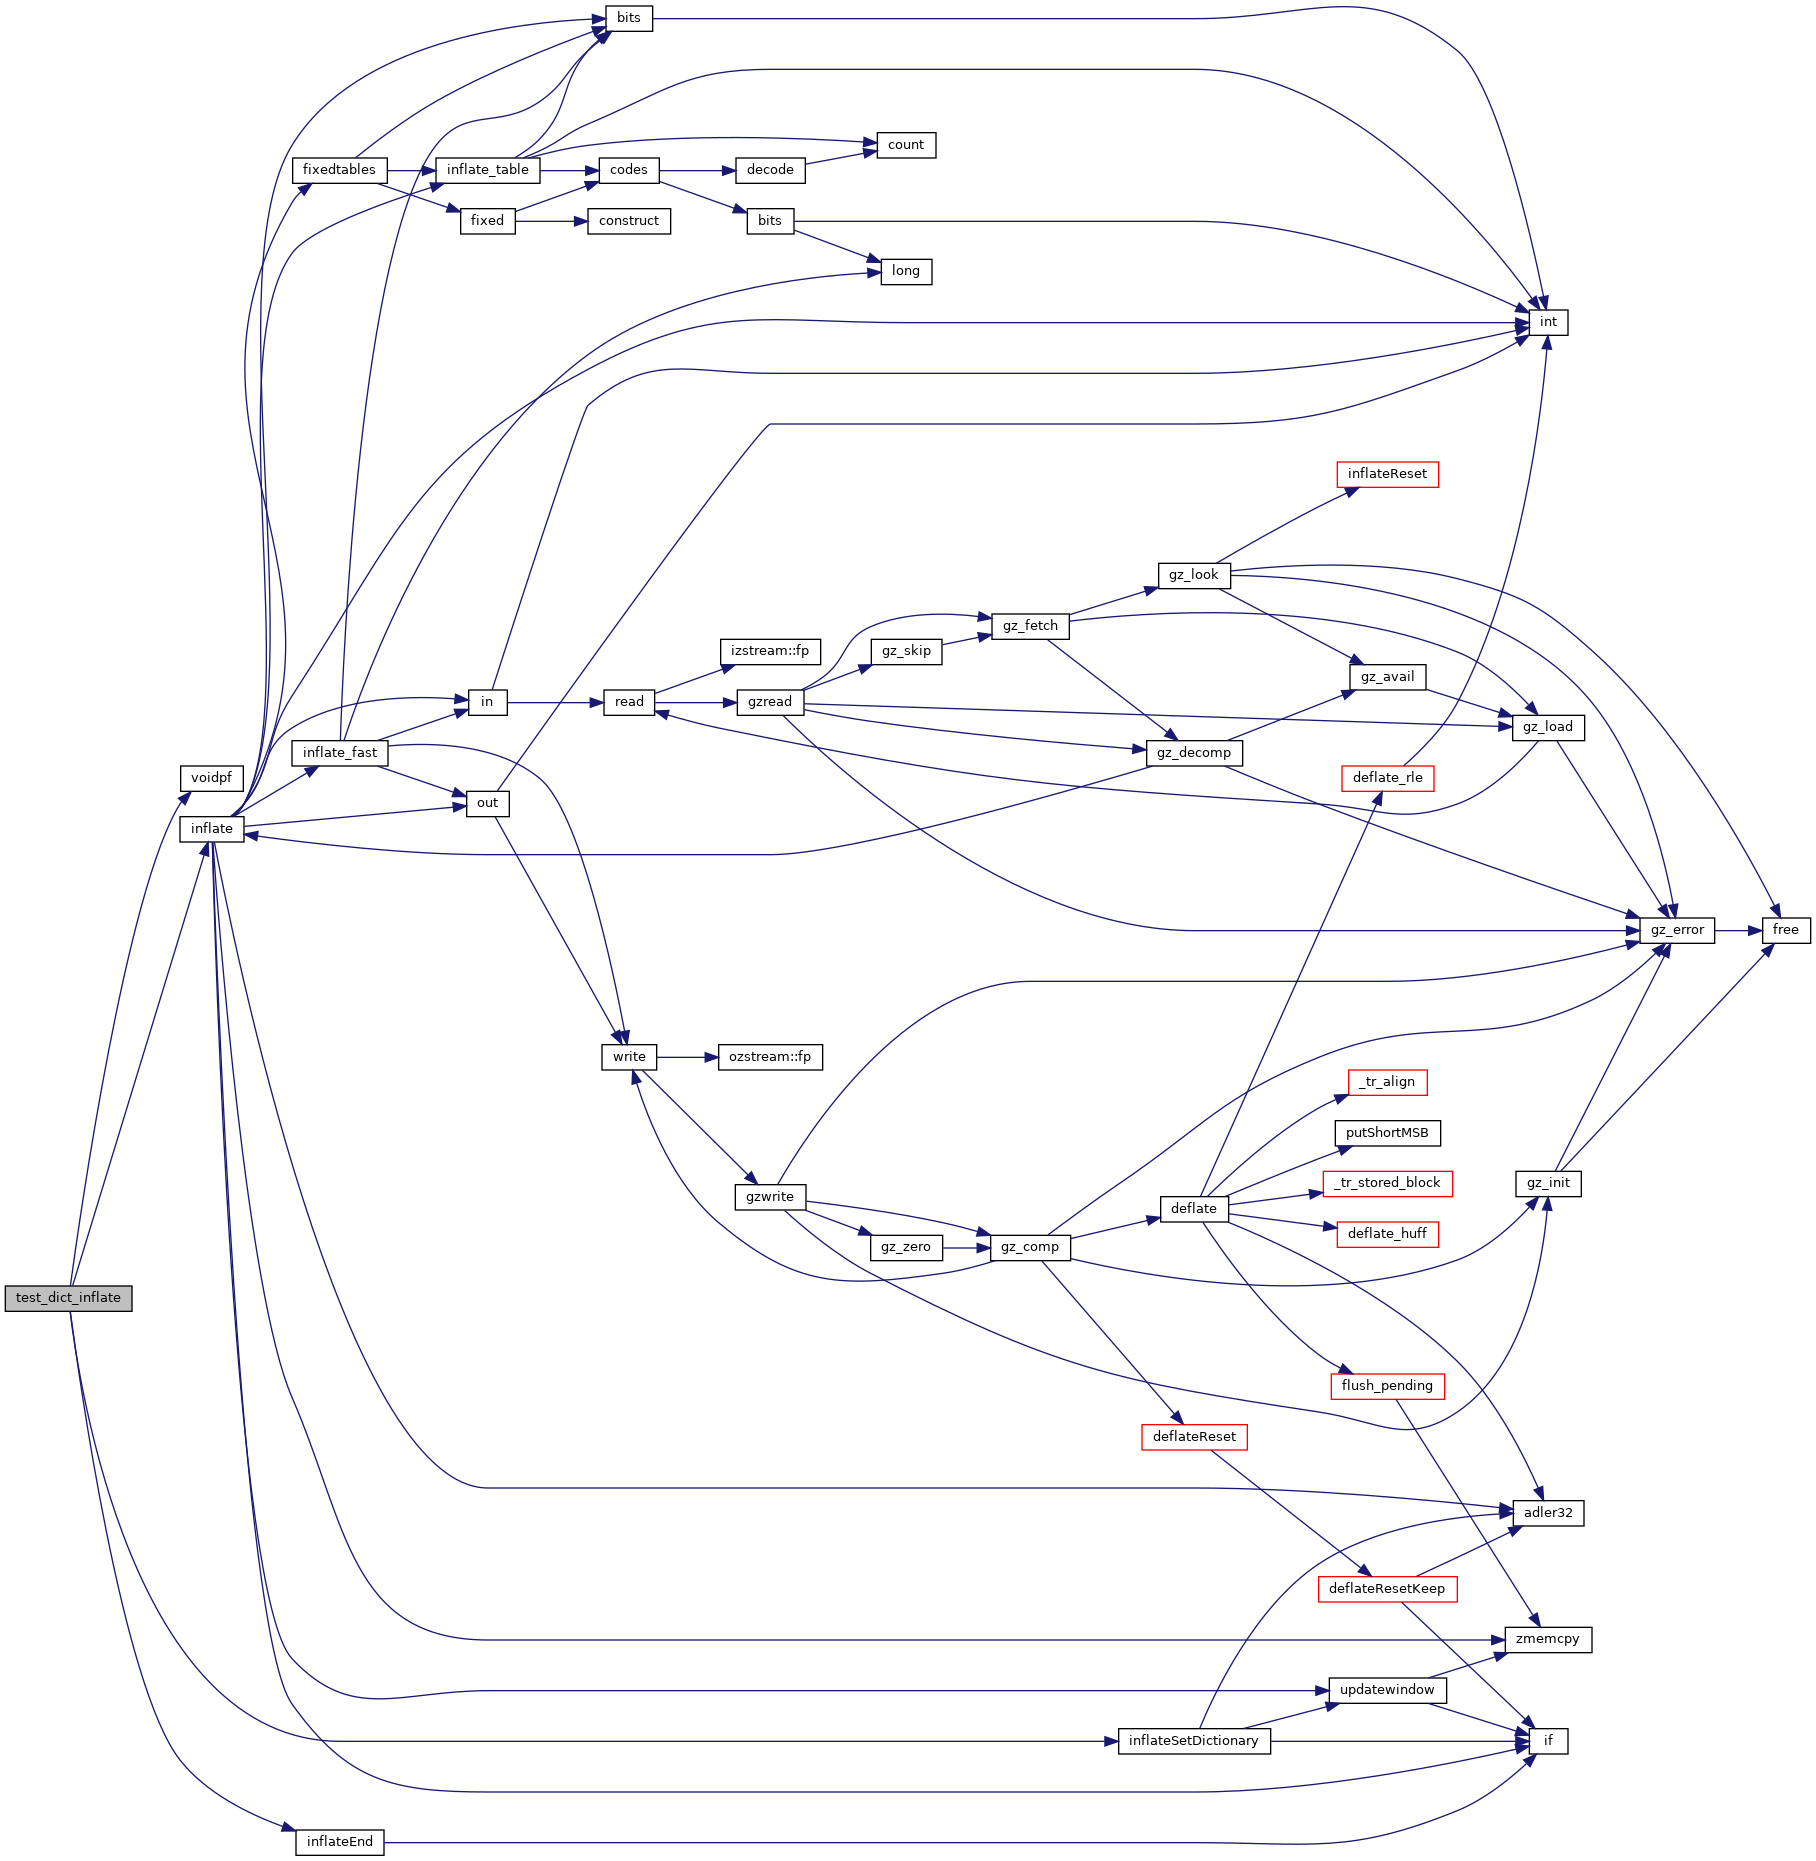 bits
count
fixedtables
inflate_table
codes
decode
fixed
construct
bits
long
int
inflateReset
gz_look
gz_fetch
izstream::fp
gz_skip
gz_avail
in
read
gzread
gz_load
inflate_fast
gz_decomp
voidpf
deflate_rle
out
inflate
gz_error
free
write
ozstream::fp
_tr_align
putShortMSB
_tr_stored_block
gz_init
gzwrite
deflate
deflate_huff
gz_zero
gz_comp
test_dict_inflate
flush_pending
deflateReset
adler32
deflateResetKeep
zmemcpy
updatewindow
inflateSetDictionary
if
inflateEnd